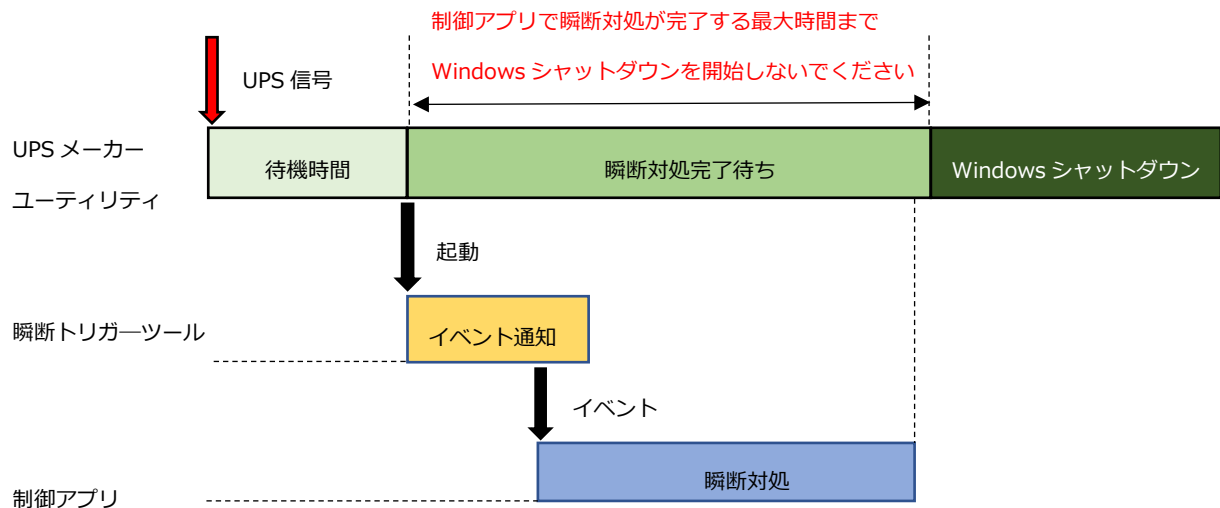 制御アプリで瞬断対処が完了する最大時間まで
Windows シャットダウンを開始しないでください
UPS 信号
UPS メーカー
ユーティリティ
待機時間
瞬断対処完了待ち
Windows シャットダウン
起動
瞬断トリガ―ツール
イベント通知
イベント
制御アプリ
瞬断対処